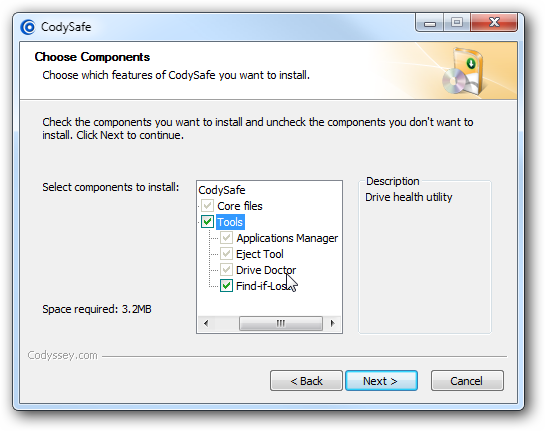 CodySafe
Choose Components
Choose which features of CodySafe you want to install.
Check the components you want to install and uncheck the components you don't want to
install. Click Next to continue.
Select components to install:
CodySafe
Core files
Tools
Applications Manager
Eject Tool
Drive Doctor
Find-if-Lost
Description
Drive health utility
Space required: 3.2MB
Codyssey.com
< Back
Next >
Cancel